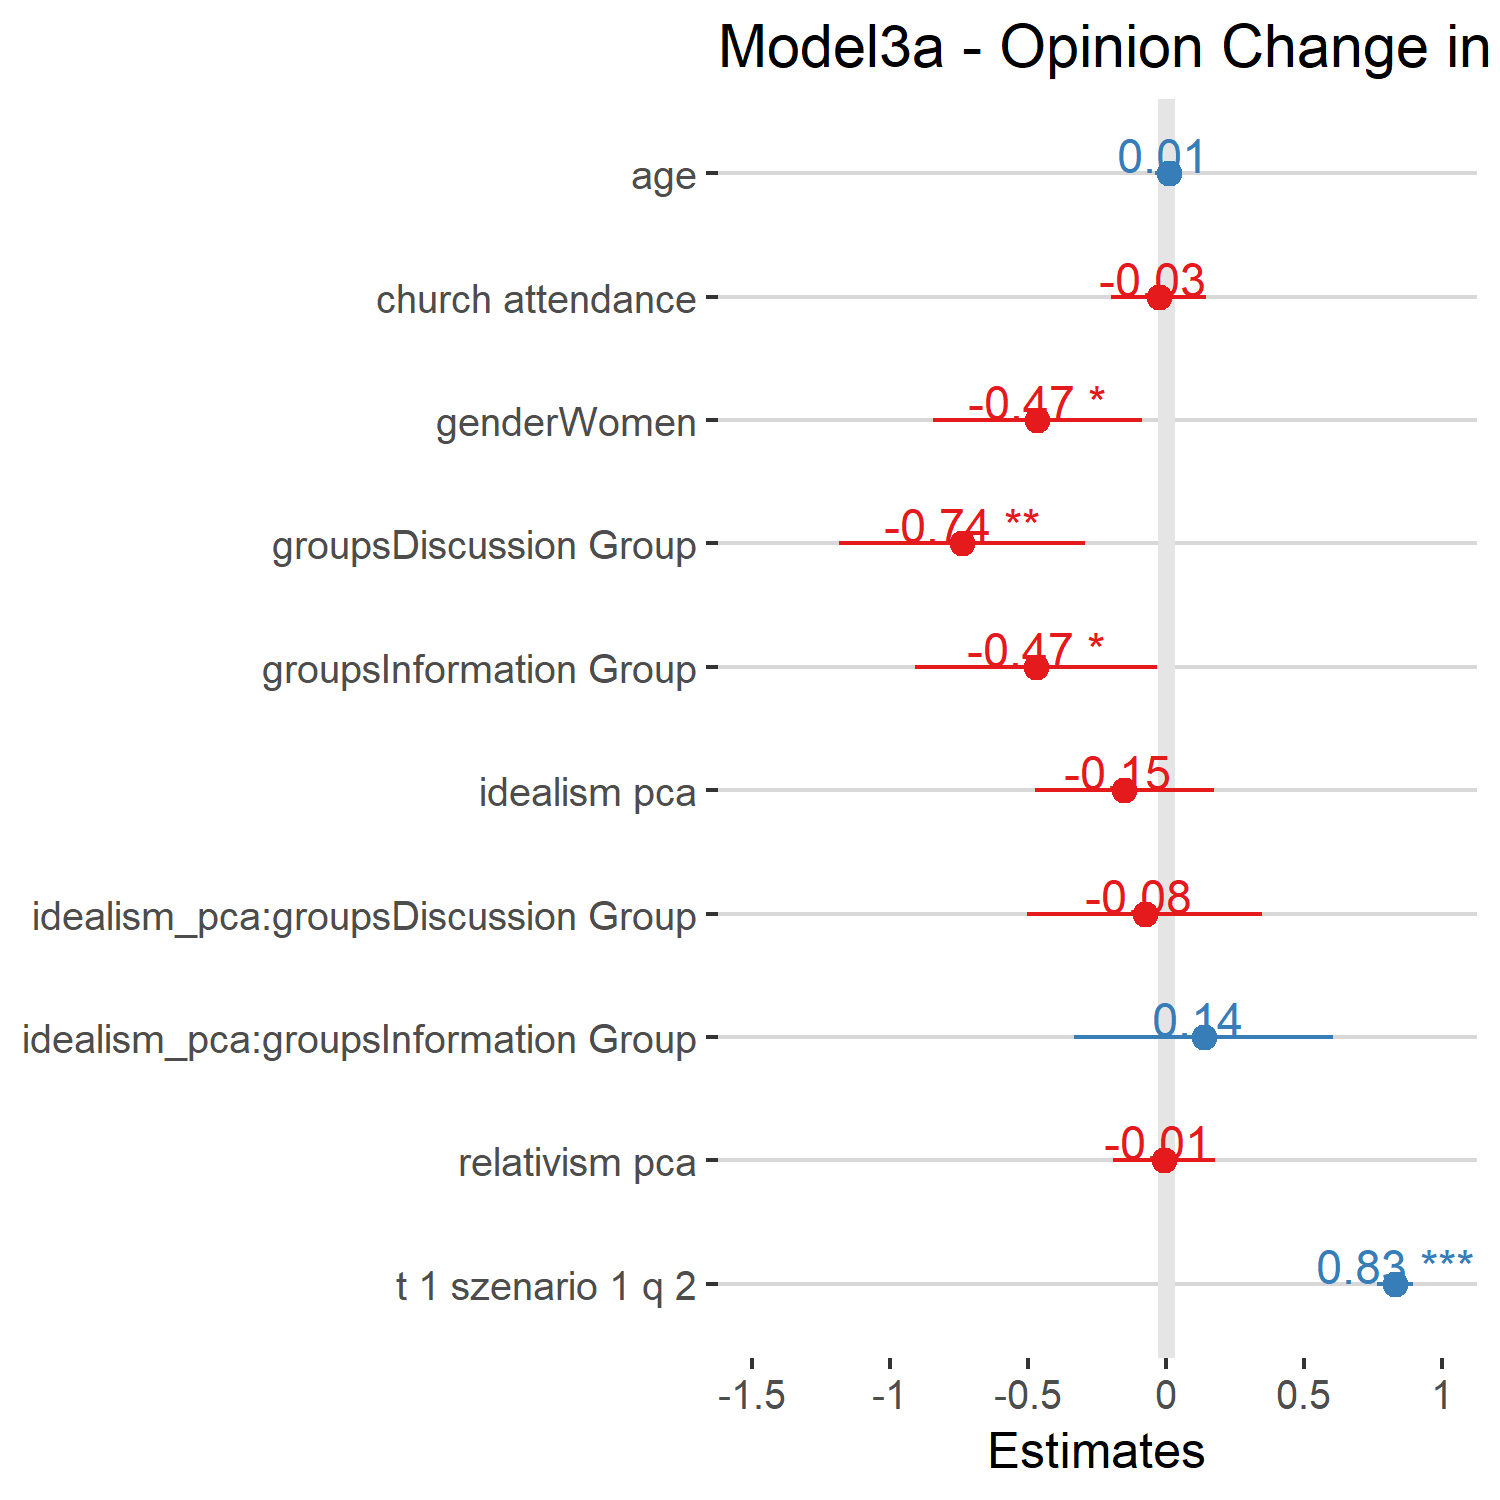 Model3a - Opinion Change in
age
0.01
church attendance
-0.03
genderWomen
-0.47 *
groupsDiscussion Group
-0.74 **
groupsInformation Group
-0.47 *
idealism pca
-0.15
idealism_pca:groupsDiscussion Group
-0.08
idealism_pca:groupsInformation Group
0.14
relativism pca
-0.01
t 1 szenario 1 q 2
0.83 ***
-1.5 -1 -0.5 0 0.5 1
Estimates